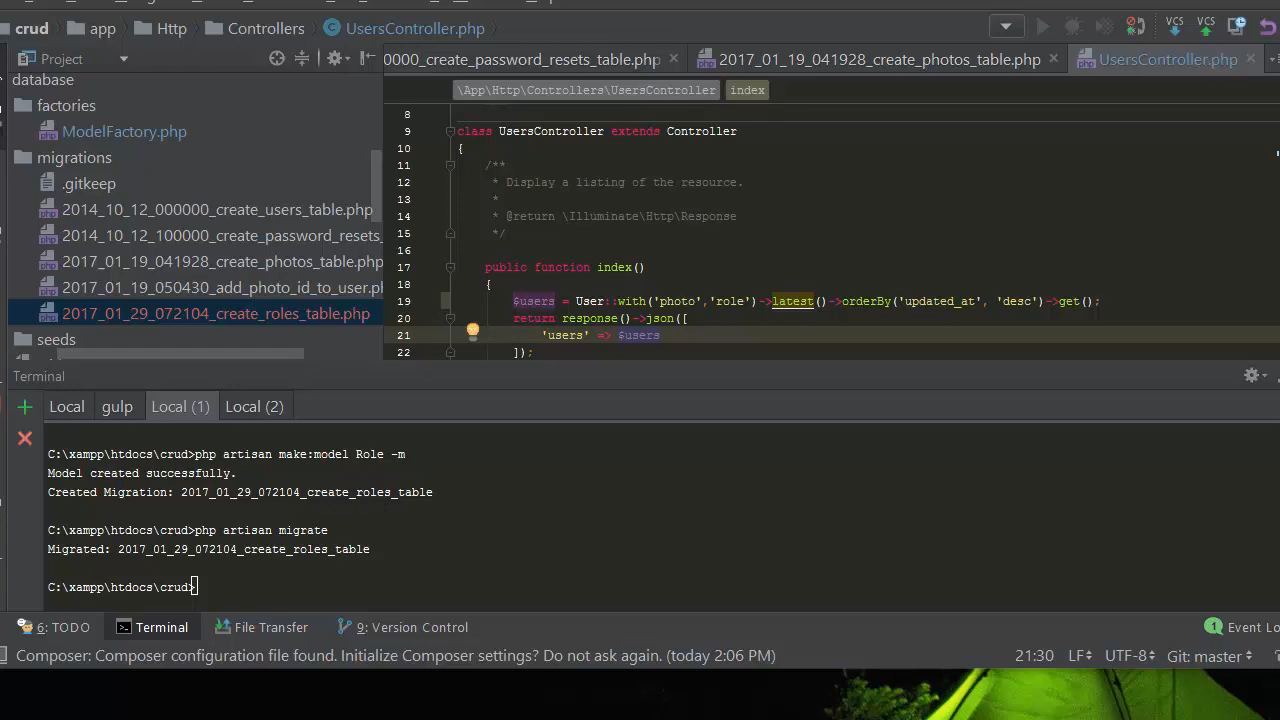 crud app Http Controllers UsersController.php
Project
0000_create_password_resets_table.php 2017_01_19_041928_create_photos_table.php UsersController.php
database
factories
ModelFactory.php
migrations
.gitkeep
2014_10_12_000000_create_users_table.php
2014_10_12_100000_create_password_resets_
2017_01_19_041928_create_photos_table.php
2017_01_19_050430_add_photo_id_to_user.ph
2017_01_29_072104_create_roles_table.php
seeds
\App\Http\Controllers\UsersController index
8
9 class UsersController extends Controller
10 {
11 /**
12 * Display a listing of the resource.
13 *
14 * @return \Illuminate\Http\Response
15 */
16
17 public function index()
18 {
19 $users = User::with('photo','role')->latest()->orderBy('updated_at', 'desc')->get();
20 return response()->json([
21 'users' => $users
22 ]);
Terminal
Local gulp Local (1) Local (2)
C:\xampp\htdocs\crud>php artisan make:model Role -m
Model created successfully.
Created Migration: 2017_01_29_072104_create_roles_table
C:\xampp\htdocs\crud>php artisan migrate
Migrated: 2017_01_29_072104_create_roles_table
C:\xampp\htdocs\crud>
6: TODO Terminal File Transfer 9: Version Control 1 Event Lo
Composer: Composer configuration file found. Initialize Composer settings? Do not ask again. (today 2:06 PM) 21:30 LF UTF-8 Git: master